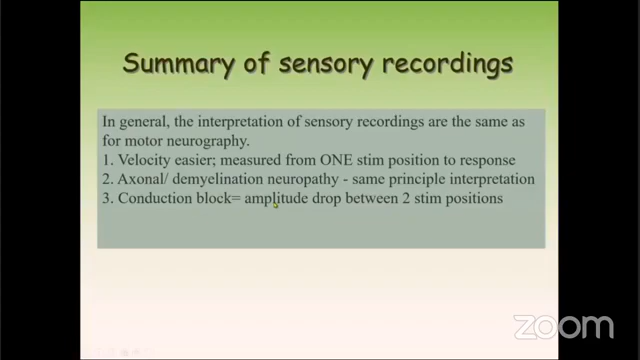 Summary of sensory recordings
In general, the interpretation of sensory recordings are the same as
for motor neurography.
1. Velocity easier; measured from ONE stim position to response
2. Axonal/ demyelination neuropathy - same principle interpretation
3. Conduction block= amplitude drop between 2 stim positions
zoom